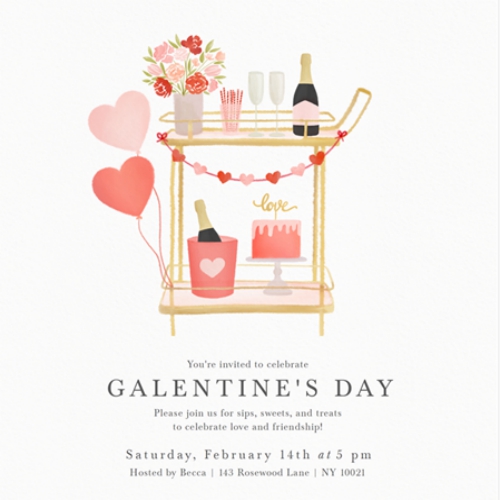 love
You're invited to celebrate
GALENTINE'S DAY
Please join us for sips, sweets, and treats
to celebrate love and friendship!
Saturday, February 14th at 5 pm
Hosted by Becca | 143 Rosewood Lane | NY 10021